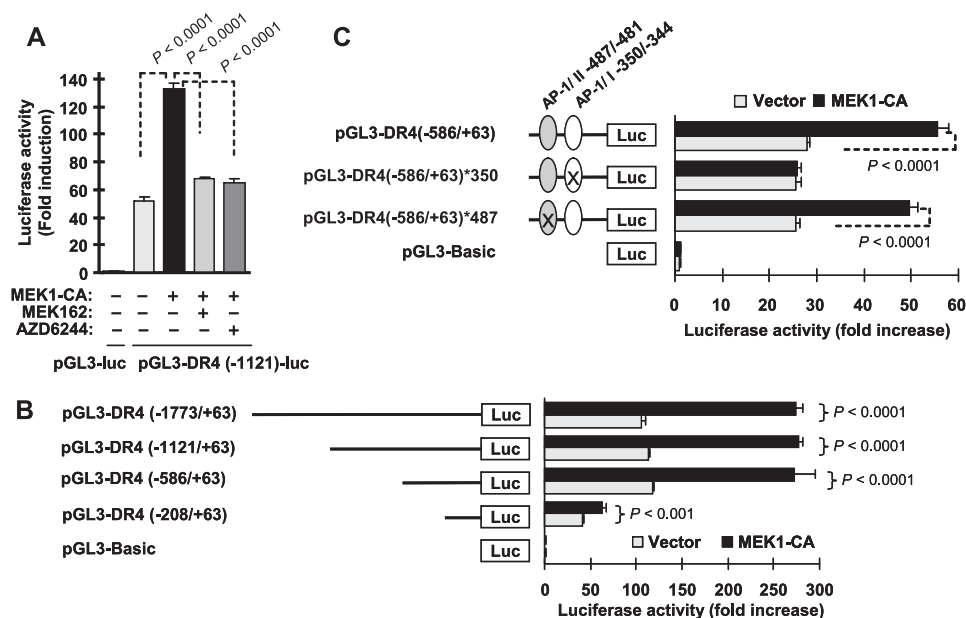 A
P < 0.0001
P < 0.0001
P < 0.0001
Luciferase activity
(Fold induction)
140
120
100
80
60
40
20
0
MEK1-CA: – – + + +
MEK162: – – – + –
AZD6244: – – – – +
pGL3-luc pGL3-DR4 (-1121)-luc
C
AP-1/ II -487/-481
AP-1/ I -350/-344
Vector MEK1-CA
pGL3-DR4(-586/+63) Luc
P < 0.0001
pGL3-DR4(-586/+63)*350 X Luc
pGL3-DR4(-586/+63)*487 X Luc
P < 0.0001
pGL3-Basic Luc
0 10 20 30 40 50 60
Luciferase activity (fold increase)
B
pGL3-DR4 (-1773/+63) Luc P < 0.0001
pGL3-DR4 (-1121/+63) Luc P < 0.0001
pGL3-DR4 (-586/+63) Luc P < 0.0001
pGL3-DR4 (-208/+63) Luc P < 0.001
pGL3-Basic Luc Vector MEK1-CA
0 50 100 150 200 250 300
Luciferase activity (fold increase)